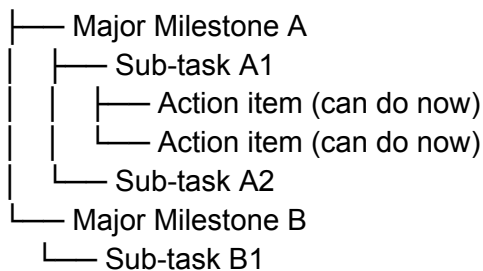 ├── Major Milestone A
│ ├── Sub-task A1
│ │ ├── Action item (can do now)
│ │ └── Action item (can do now)
│ └── Sub-task A2
└── Major Milestone B
└── Sub-task B1